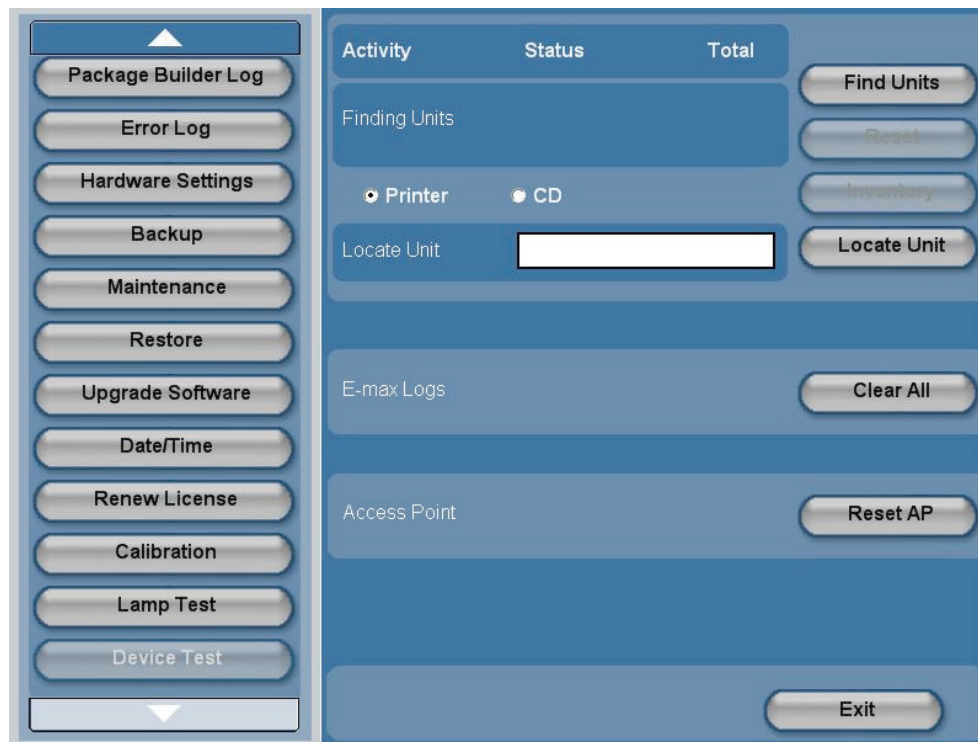 Package Builder Log
Error Log
Hardware Settings
Backup
Maintenance
Restore
Upgrade Software
Date/Time
Renew License
Calibration
Lamp Test
Device Test
Activity Status Total
Finding Units
Printer CD
Locate Unit
Find Units
Reset
Inventory
Locate Unit
E-max Logs
Clear All
Access Point
Reset AP
Exit